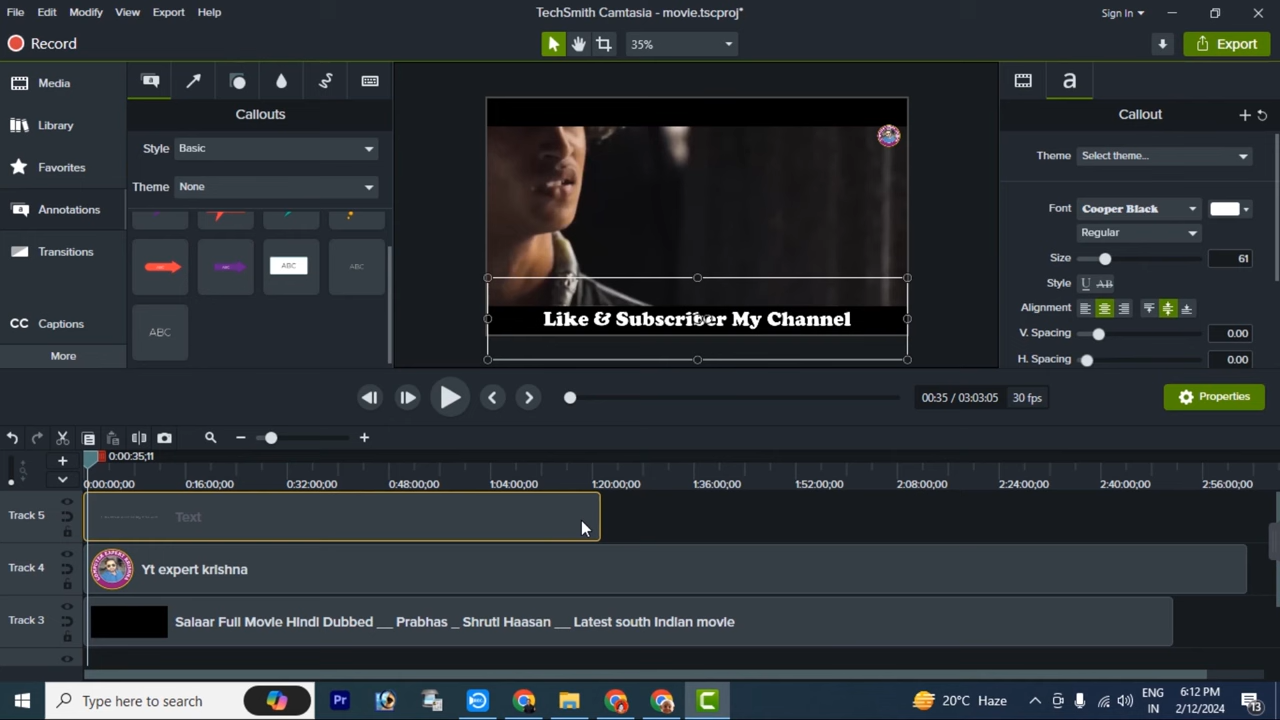 File Edit Modify View Export Help
TechSmith Camtasia - movie.tscproj*
Sign In
Record
35%
Export
Media
Library
Favorites
Annotations
Transitions
CC Captions
More
Callouts
Style Basic
Theme None
ABC
ABC
ABC
Like & Subscriber My Channel
a
Callout
Theme Select theme...
Font Cooper Black
Regular
Size 61
Style U AB
Alignment
V. Spacing 0.00
H. Spacing 0.00
00:35 / 03:03:05 30 fps
Properties
0:00:35;11
0:00:00;00 0:16:00;00 0:32:00;00 0:48:00;00 1:04:00;00 1:20:00;00 1:36:00;00 1:52:00;00 2:08:00;00 2:24:00;00 2:40:00;00 2:56:00;00
Track 5 Text
Track 4 Yt expert krishna
Track 3 Salaar Full Movie Hindi Dubbed __ Prabhas _ Shruti Haasan __ Latest south indian movie
Type here to search
Pr
20°C Haze
ENG
IN
6:12 PM
2/12/2024
13